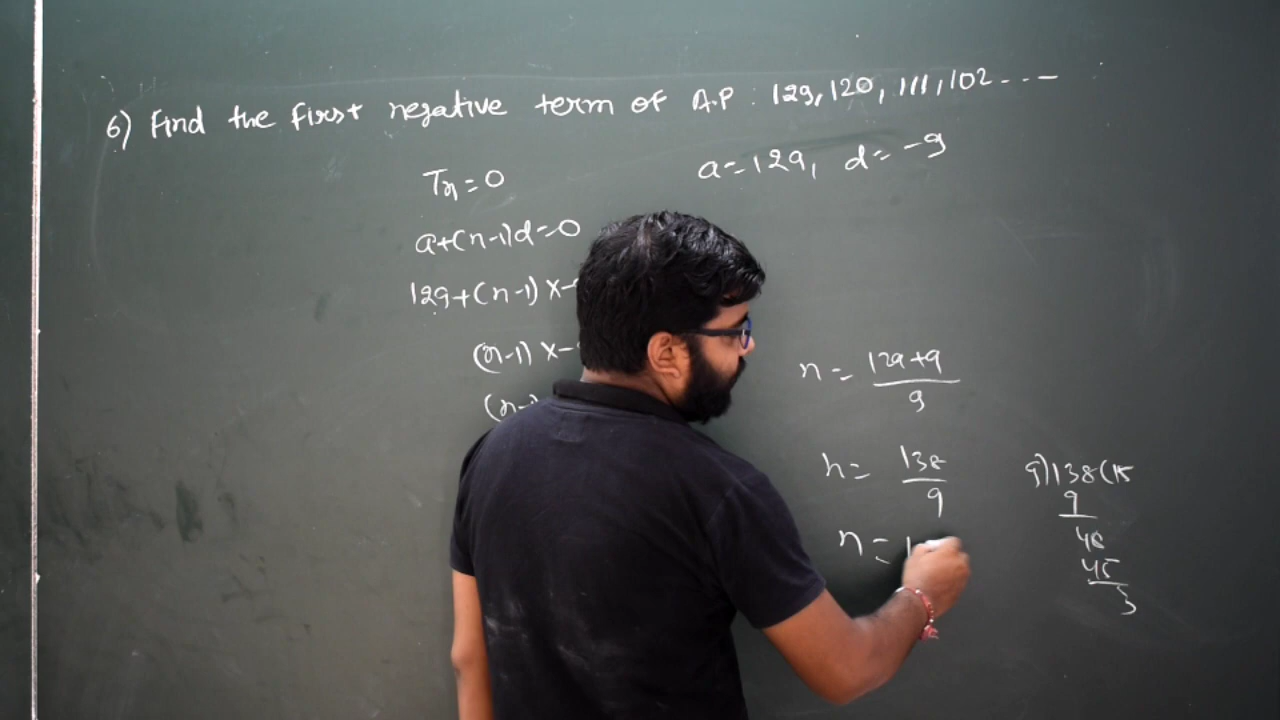 6) Find the first negative term of A.P : 129, 120, 111, 102 ----
Tn = 0
a = 129, d = -9
a+(n-1)d = 0
129+(n-1) x-
(n-1) x-
(n-
n = 129+9
9
n = 138
9
n =
9)138(15
9
48
45
3